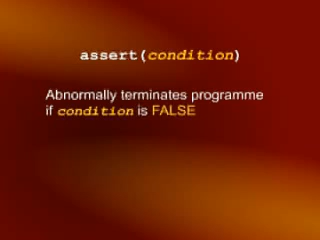 assert(condition)
Abnormally terminates programme
if condition is FALSE